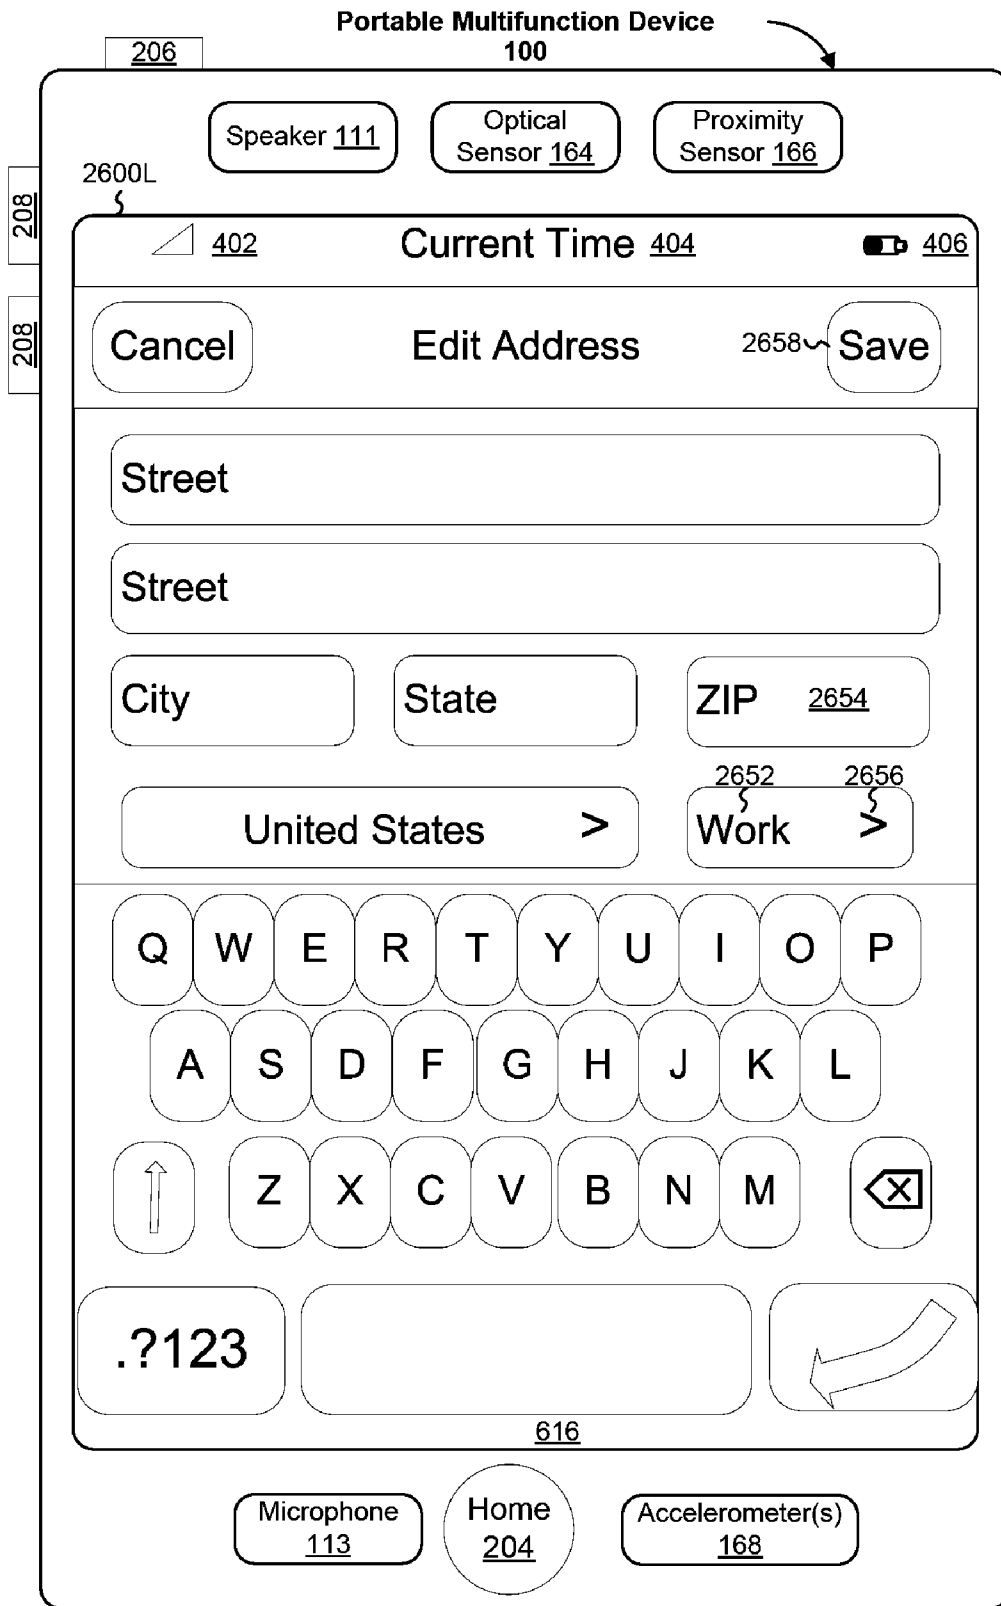 Portable Multifunction Device
100
206
Speaker 111
Optical
Sensor 164
Proximity
Sensor 166
2600L
208
208
402
Current Time 404
406
Cancel
Edit Address
2658
Save
Street
Street
City
State
ZIP 2654
2652
2656
United States >
Work >
Q W E R T Y U I O P
A S D F G H J K L
Z X C V B N M
.?123
616
Microphone
113
Home
204
Accelerometer(s)
168